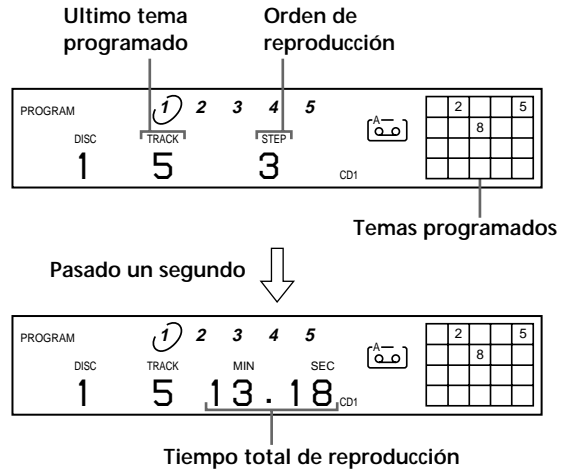 Ultimo tema programado
Orden de reproducción
PROGRAM 1 2 3 4 5 A 2 5
8
DISC TRACK STEP
1 5 3 CD1
Temas programados
Pasado un segundo
PROGRAM 1 2 3 4 5 A 2 5
8
DISC TRACK MIN SEC
1 5 13.18 CD1
Tiempo total de reproducción